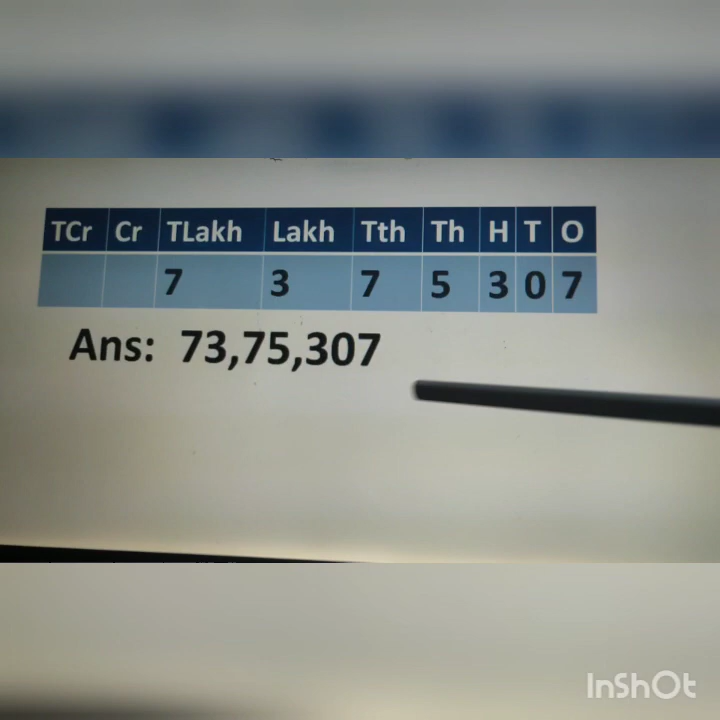 TCr Cr TLakh Lakh Tth Th H T O
7 3 7 5 3 0 7
Ans: 73,75,307
InShOt